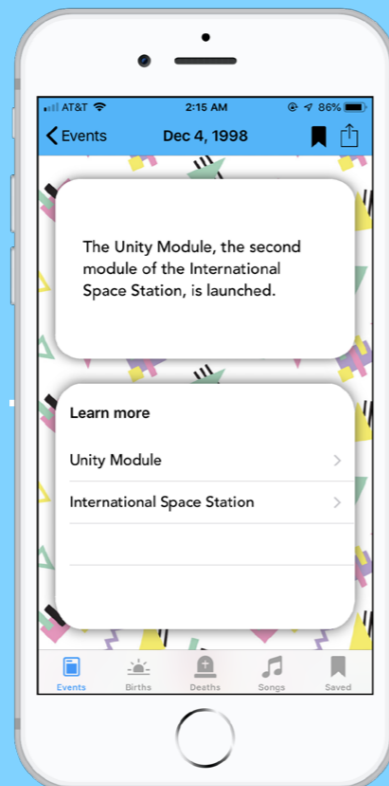 AT&T 2:15 AM 86%
Events Dec 4, 1998
The Unity Module, the second
module of the International
Space Station, is launched.
Learn more
Unity Module
International Space Station
Events Births Deaths Songs Saved